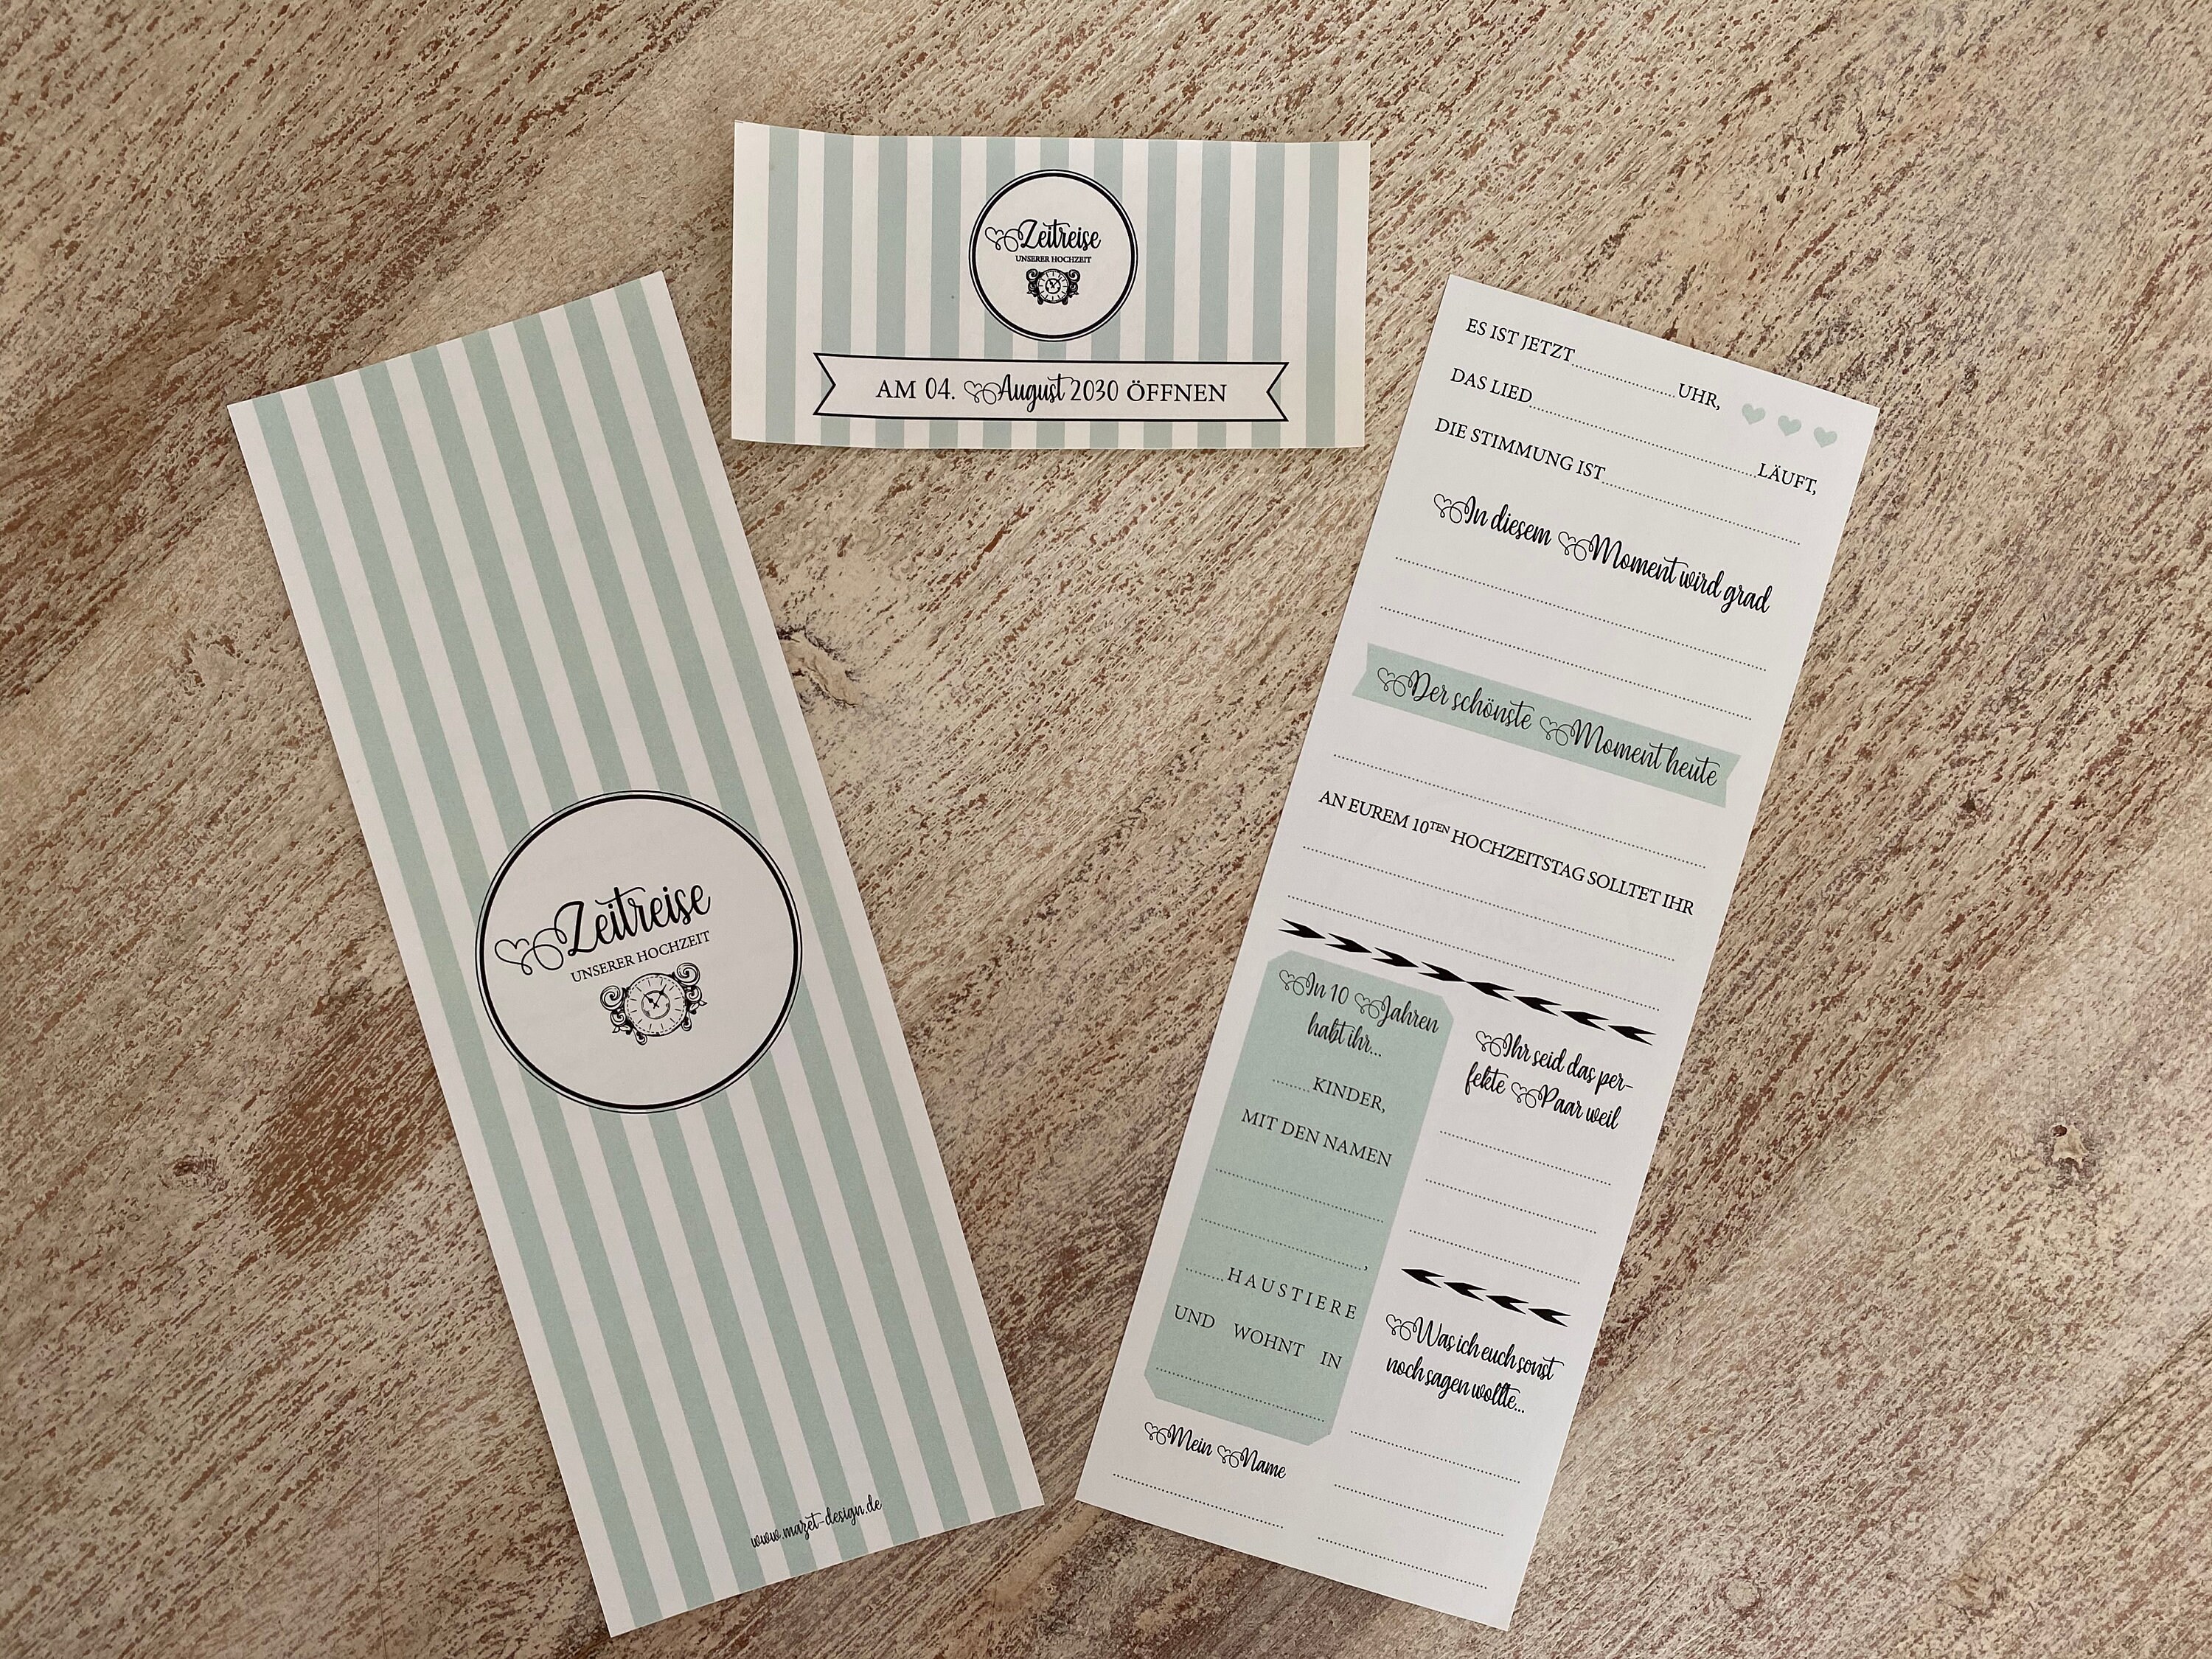 Zeitreise
UNSERER HOCHZEIT
AM 04. August 2030 ÖFFNEN
Zeitreise
UNSERER HOCHZEIT
www.mazet-design.de
ES IST JETZT..................UHR,
DAS LIED........................................LÄUFT,
DIE STIMMUNG IST...................................
In diesem Moment wird grad
Der schönste Moment heute
AN EUREM 10TEN HOCHZEITSTAG SOLLTET IHR
In 10 Jahren
habt ihr...
........KINDER,
MIT DEN NAMEN
,
........HAUSTIERE
UND WOHNT IN
Mein Name
Ihr seid das per-
fekte Paar weil
Was ich euch sonst
noch sagen wollte...